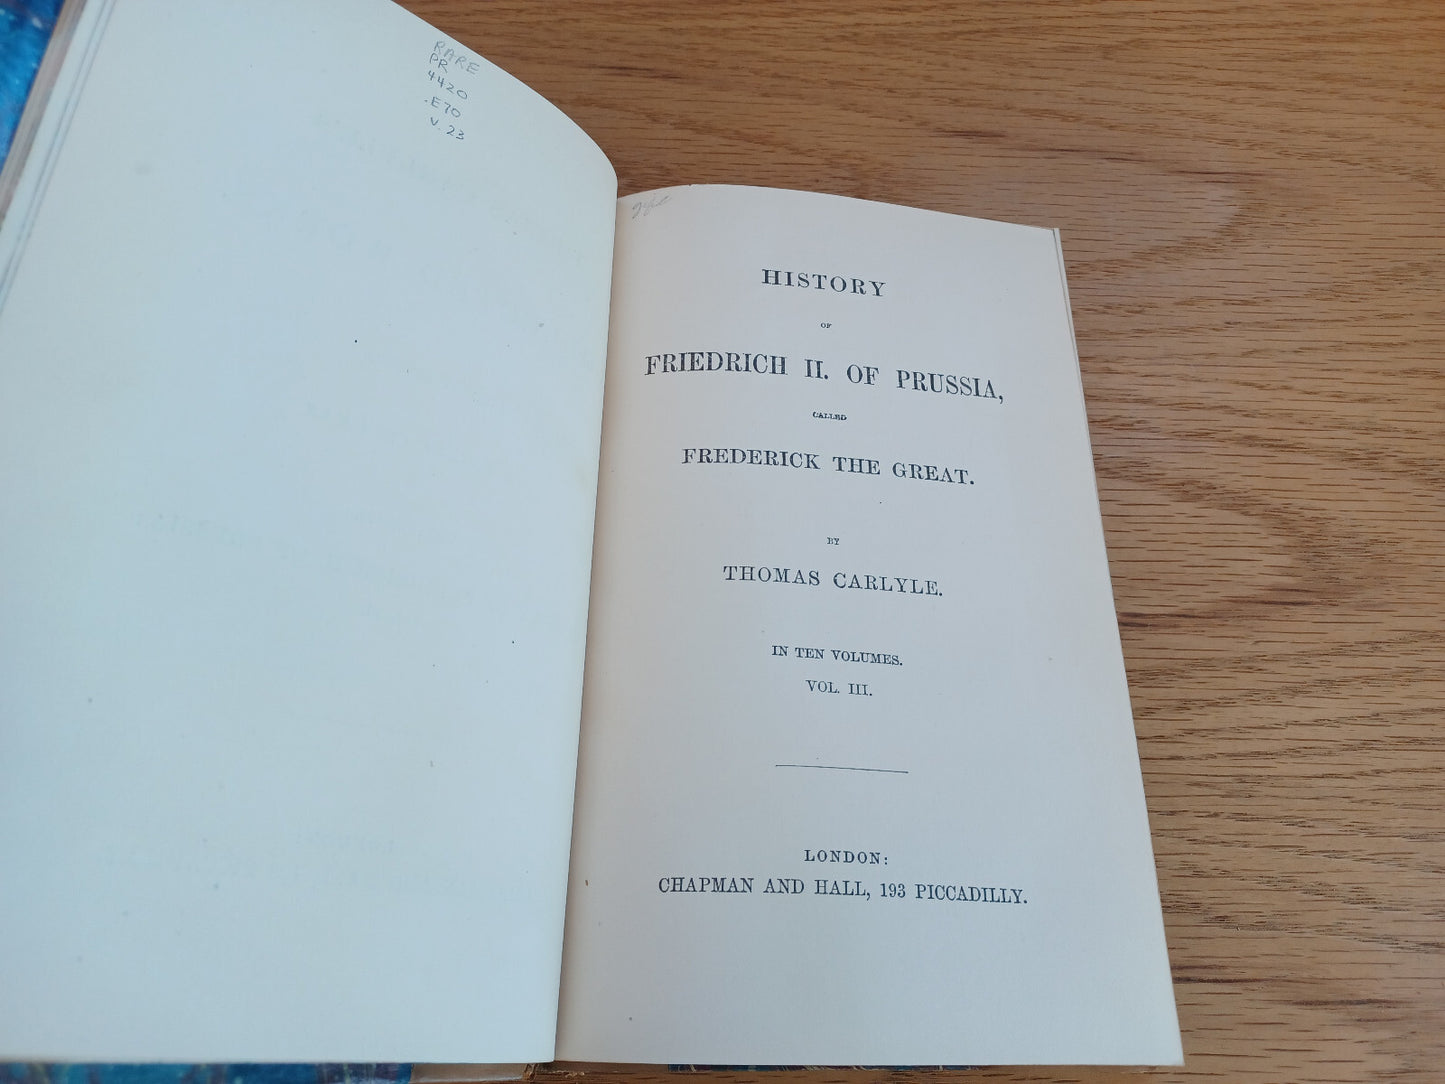 RARE
PR
4420
.E70
v. 23
HISTORY
OF
FRIEDRICH II. OF PRUSSIA,
CALLED
FREDERICK THE GREAT.
BY
THOMAS CARLYLE.
IN TEN VOLUMES.
VOL. III.
LONDON:
CHAPMAN AND HALL, 193 PICCADILLY.